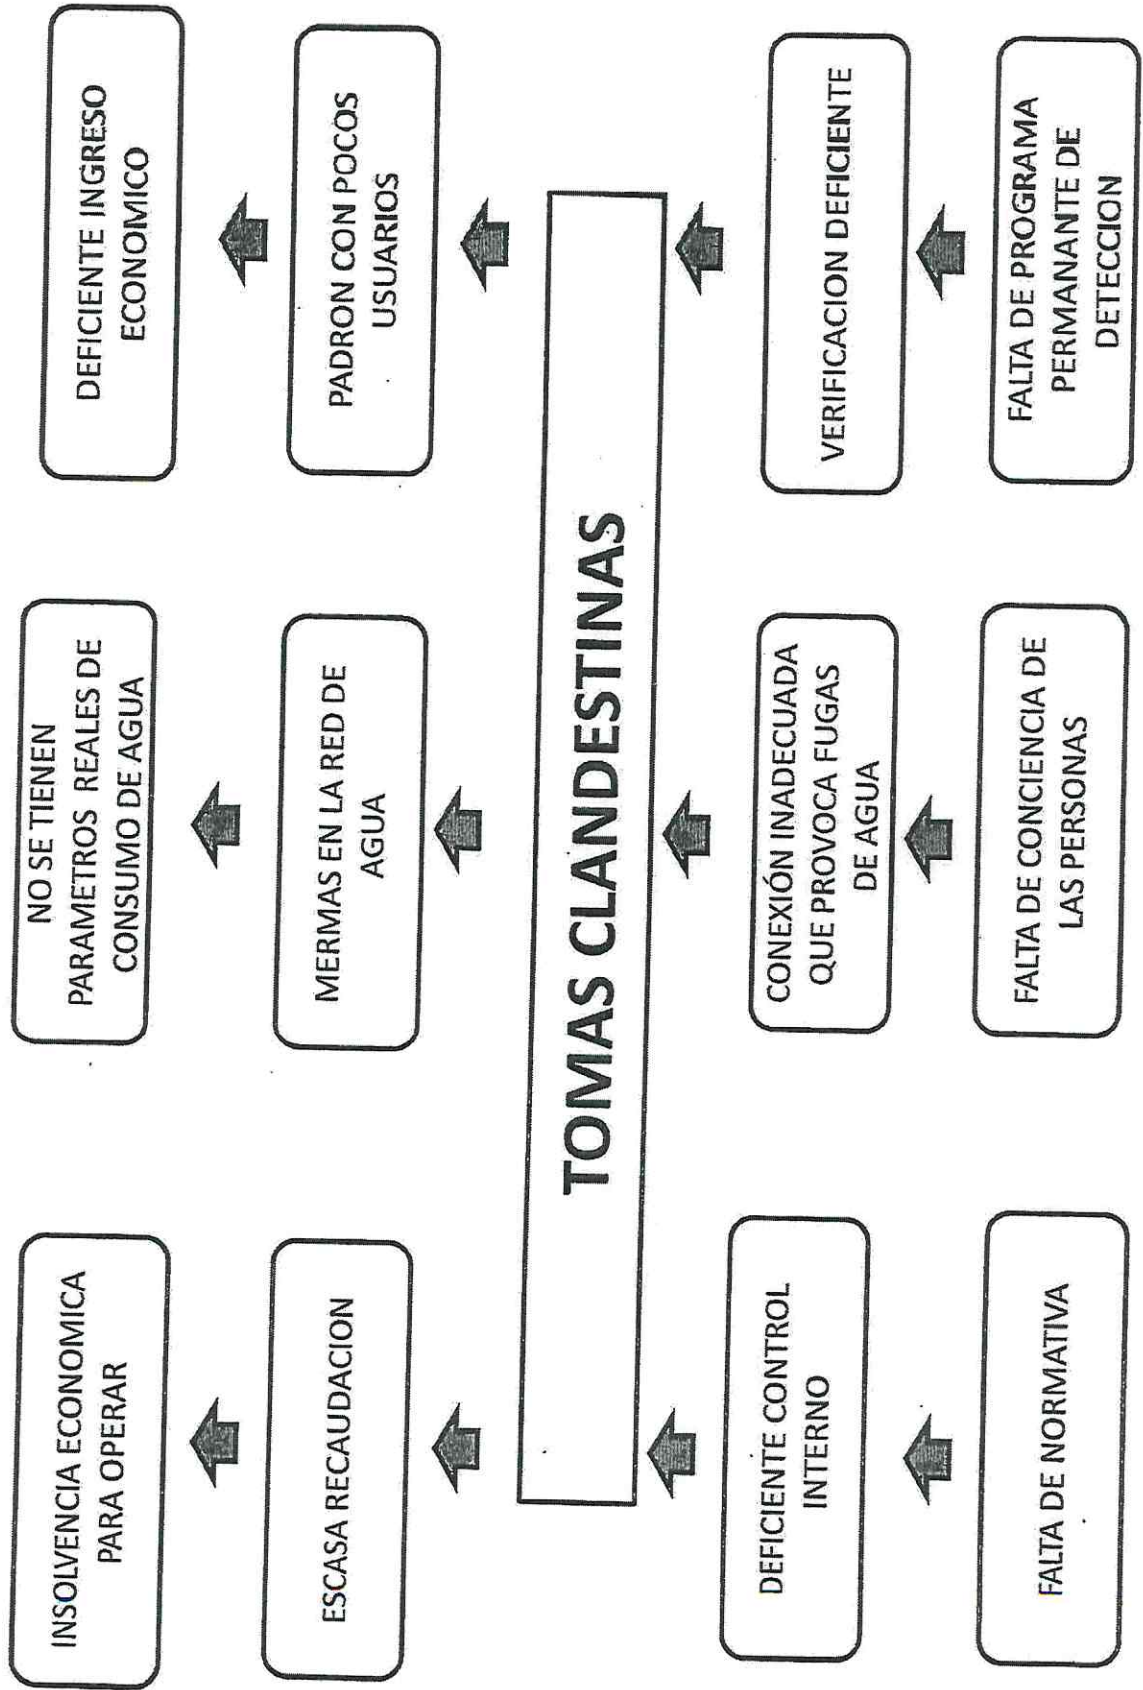 INSOLVENCIA ECONOMICA
PARA OPERAR
NO SE TIENEN
PARAMETROS REALES DE
CONSUMO DE AGUA
DEFICIENTE INGRESO
ECONOMICO
ESCASA RECAUDACION
MERMAS EN LA RED DE
AGUA
PADRON CON POCOS
USUARIOS
TOMAS CLANDESTINAS
DEFICIENTE CONTROL
INTERNO
CONEXIÓN INADECUADA
QUE PROVOCA FUGAS
DE AGUA
VERIFICACION DEFICIENTE
FALTA DE NORMATIVA
FALTA DE CONCIENCIA DE
LAS PERSONAS
FALTA DE PROGRAMA
PERMANANTE DE
DETECCION